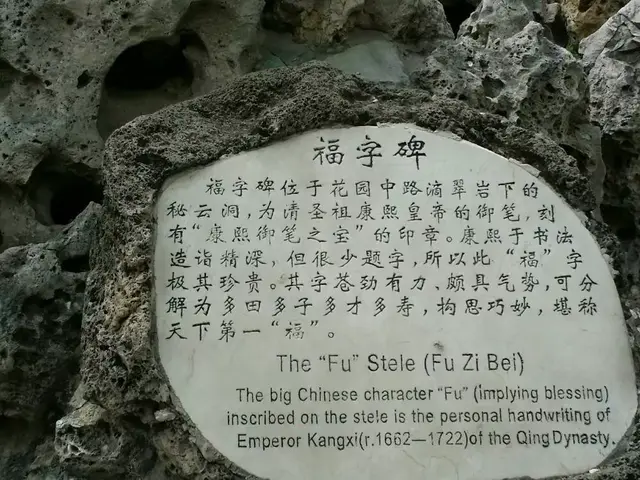 福字碑
福字碑位于花园中路滴翠岩下的
秘云洞,为清圣祖康熙皇帝的御笔,刻
有“康熙御笔之宝”的印章。康熙于书法
造诣精深,但很少题字,所以此“福”字
极其珍贵。其字苍劲有力、颇具气势,可分
解为多田多子多才多寿,构思巧妙,堪称
天下第一“福”。
The “Fu” Stele (Fu Zi Bei)
The big Chinese character “Fu” (implying blessing)
inscribed on the stele is the personal handwriting of
Emperor Kangxi(r.1662—1722)of the Qing Dynasty.